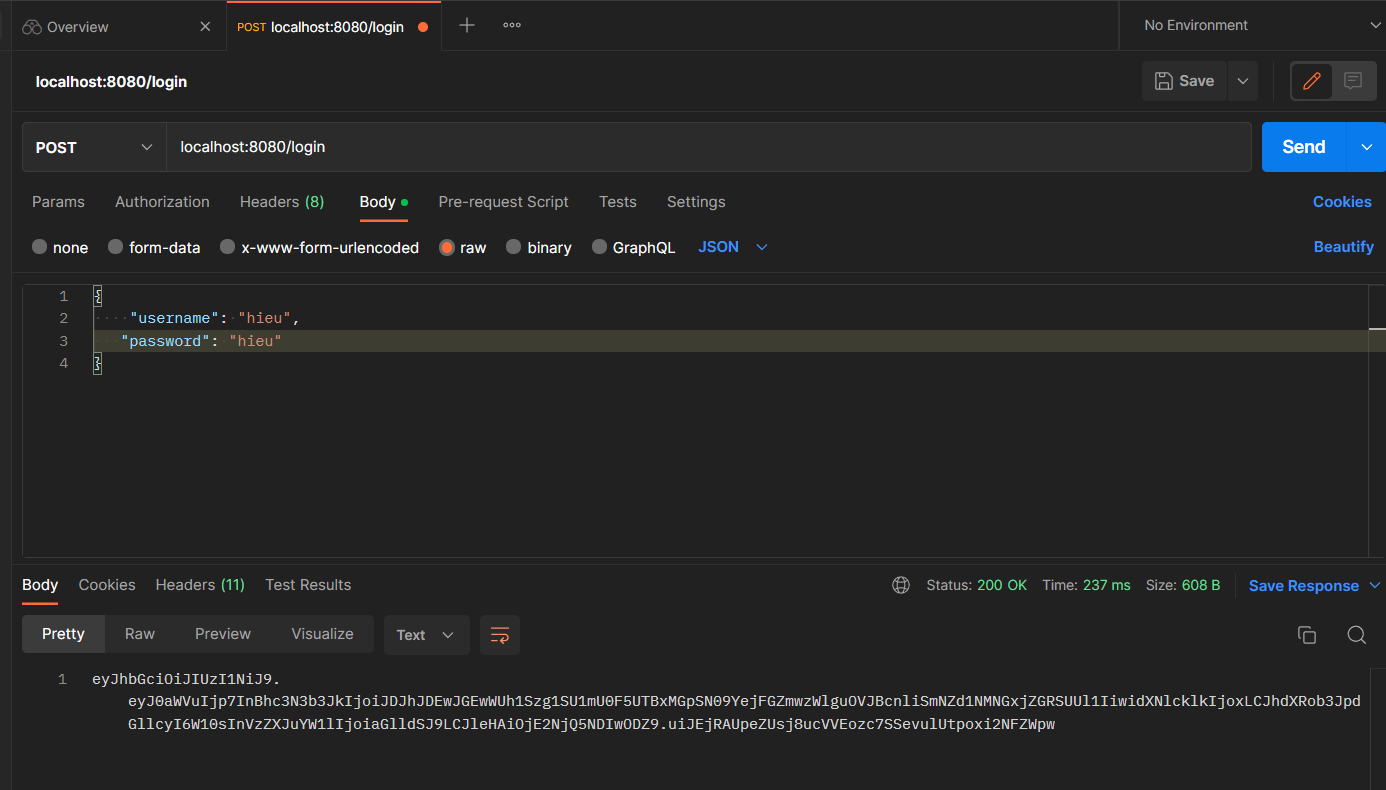 Overview
POST localhost:8080/login
No Environment
localhost:8080/login
Save
POST
localhost:8080/login
Send
Params Authorization Headers (8) Body Pre-request Script Tests Settings Cookies
none form-data x-www-form-urlencoded raw binary GraphQL JSON Beautify
1 {
2 "username": "hieu",
3 "password": "hieu"
4 }
Body Cookies Headers (11) Test Results Status: 200 OK Time: 237 ms Size: 608 B Save Response
Pretty Raw Preview Visualize Text
1 eyJhbGciOiJIUzI1NiJ9.
eyJ0aWVuIjp7InBhc3N3b3JkIjoiJDJhJDEwJGEwWUh1Szg1SU1mU0F5UTBxMGpSN09YejFGZmwzWlguOVJBcnliSmNZd1NMNGxjZGRSUUl1IiwidXNlcklkIjoxLCJhdXRob3Jpd
GllcyI6W10sInVzZXJuYW1lIjoiaGlldSJ9LCJleHAiOjE2NjQ5NDIwODZ9.uiJEjRAUpeZUsj8ucVVEozc7SSevulUtpoxi2NFZWpw